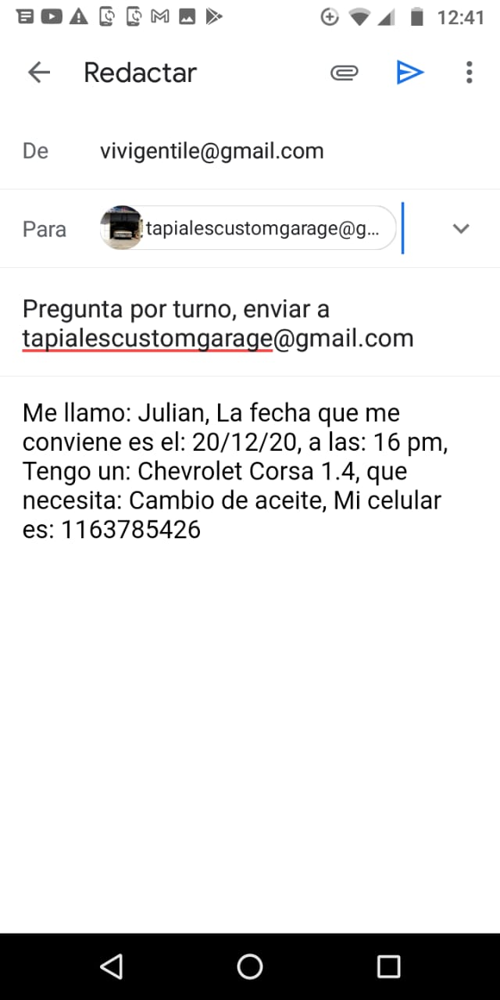 12:41
Redactar
De vivigentile@gmail.com
Para tapialescustomgarage@g...
Pregunta por turno, enviar a
tapialescustomgarage@gmail.com
Me llamo: Julian, La fecha que me
conviene es el: 20/12/20, a las: 16 pm,
Tengo un: Chevrolet Corsa 1.4, que
necesita: Cambio de aceite, Mi celular
es: 1163785426